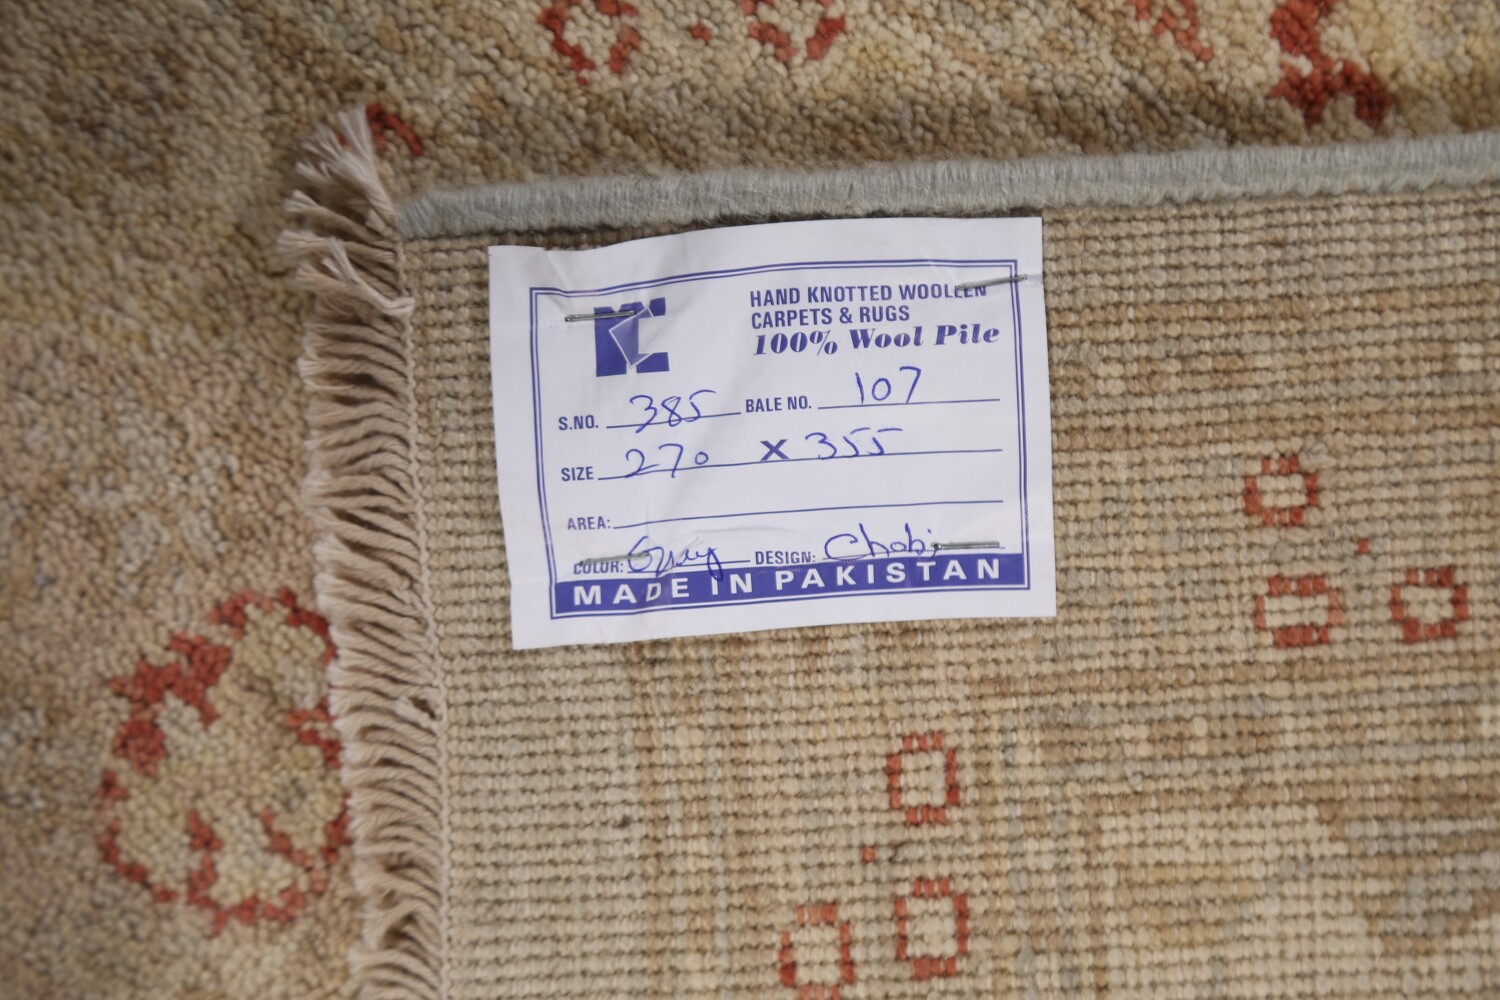 HAND KNOTTED WOOLLEN
CARPETS & RUGS
100% Wool Pile
S.NO. 385 BALE NO. 107
SIZE 270 X 355
AREA:
COLOR: Grey DESIGN: Chobi
MADE IN PAKISTAN